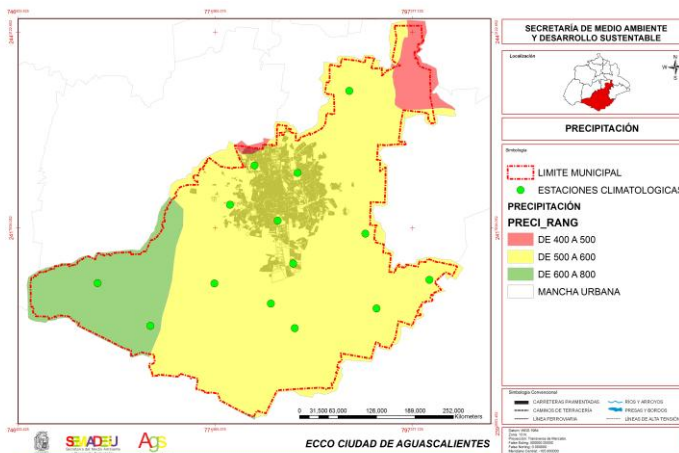 SECRETARÍA DE MEDIO AMBIENTE
Y DESARROLLO SUSTENTABLE
Localización
N
W
S
PRECIPITACIÓN
Simbología
LIMITE MUNICIPAL
ESTACIONES CLIMATOLOGICAS
PRECIPITACIÓN
PRECI_RANG
DE 400 A 500
DE 500 A 600
DE 600 A 800
MANCHA URBANA
Simbología Convencional
CARRETERAS PAVIMENTADAS
RIOS Y ARROYOS
CAMINOS DE TERRACERIA
PRESAS Y BORDOS
LINEA FERROVIARIA
LINEAS DE ALTA TENSION
0 31,500 63,000 126,000 189,000 252,000
Kilometers
Ags
ECCO CIUDAD DE AGUASCALIENTES